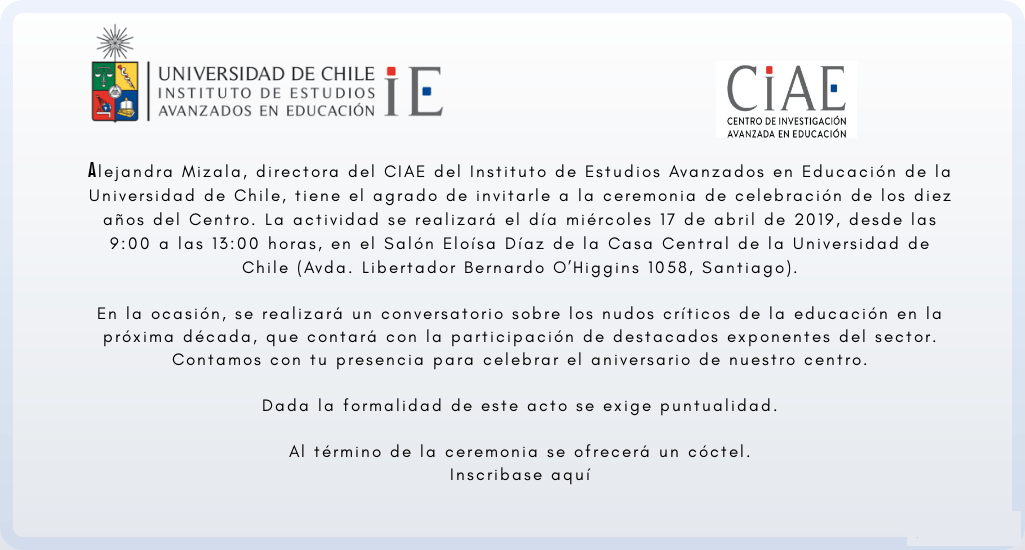 UNIVERSIDAD DE CHILE
INSTITUTO DE ESTUDIOS
AVANZADOS EN EDUCACIÓN
iE
CiAE
CENTRO DE INVESTIGACIÓN
AVANZADA EN EDUCACIÓN
Alejandra Mizala, directora del CIAE del Instituto de Estudios Avanzados en Educación de la
Universidad de Chile, tiene el agrado de invitarle a la ceremonia de celebración de los diez
años del Centro. La actividad se realizará el día miércoles 17 de abril de 2019, desde las
9:00 a las 13:00 horas, en el Salón Eloísa Díaz de la Casa Central de la Universidad de
Chile (Avda. Libertador Bernardo O’Higgins 1058, Santiago).
En la ocasión, se realizará un conversatorio sobre los nudos críticos de la educación en la
próxima década, que contará con la participación de destacados exponentes del sector.
Contamos con tu presencia para celebrar el aniversario de nuestro centro.
Dada la formalidad de este acto se exige puntualidad.
Al término de la ceremonia se ofrecerá un cóctel.
Inscribase aquí